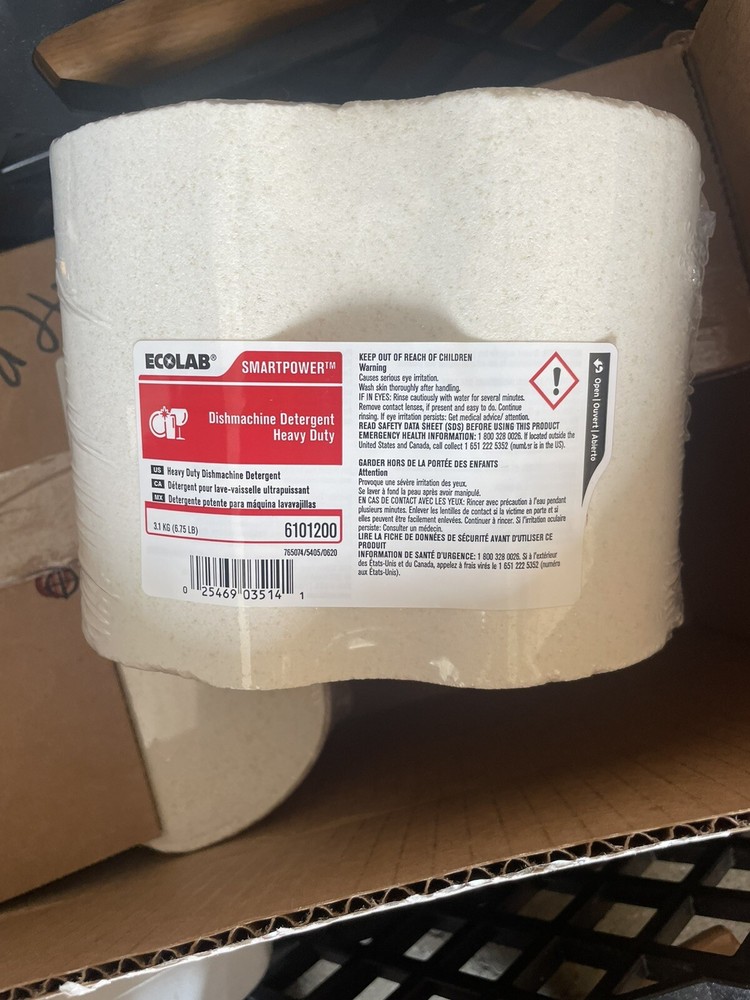 ECOLAB® SMARTPOWER™
Dishmachine Detergent
Heavy Duty
US Heavy Duty Dishmachine Detergent
CA Détergent pour lave-vaisselle ultrapuissant
MX Detergente potente para máquina lavavajillas
3.1 KG (6.75 LB) 6101200
765074/5405/0620
0 25469 03514 1
KEEP OUT OF REACH OF CHILDREN
Warning
Causes serious eye irritation.
Wash skin thoroughly after handling.
IF IN EYES: Rinse cautiously with water for several minutes.
Remove contact lenses, if present and easy to do. Continue
rinsing. If eye irritation persists: Get medical advice/ attention.
READ SAFETY DATA SHEET (SDS) BEFORE USING THIS PRODUCT
EMERGENCY HEALTH INFORMATION: 1 800 328 0026. If located outside the
United States and Canada, call collect 1 651 222 5352 (number is in the US).
GARDER HORS DE LA PORTÉE DES ENFANTS
Attention
Provoque une sévère irritation des yeux.
Se laver à fond la peau après avoir manipulé.
EN CAS DE CONTACT AVEC LES YEUX: Rincer avec précaution à l'eau pendant
plusieurs minutes. Enlever les lentilles de contact si la victime en porte et si
elles peuvent être facilement enlevées. Continuer à rincer. Si l'irritation oculaire
persiste: Consulter un médecin.
LIRE LA FICHE DE DONNÉES DE SÉCURITÉ AVANT D'UTILISER CE
PRODUIT
INFORMATION DE SANTÉ D'URGENCE: 1 800 328 0026. Si à l'extérieur
des États-Unis et du Canada, appelez à frais virés le 1 651 222 5352 (numéro
aux États-Unis).
Open | Ouvert | Abierto